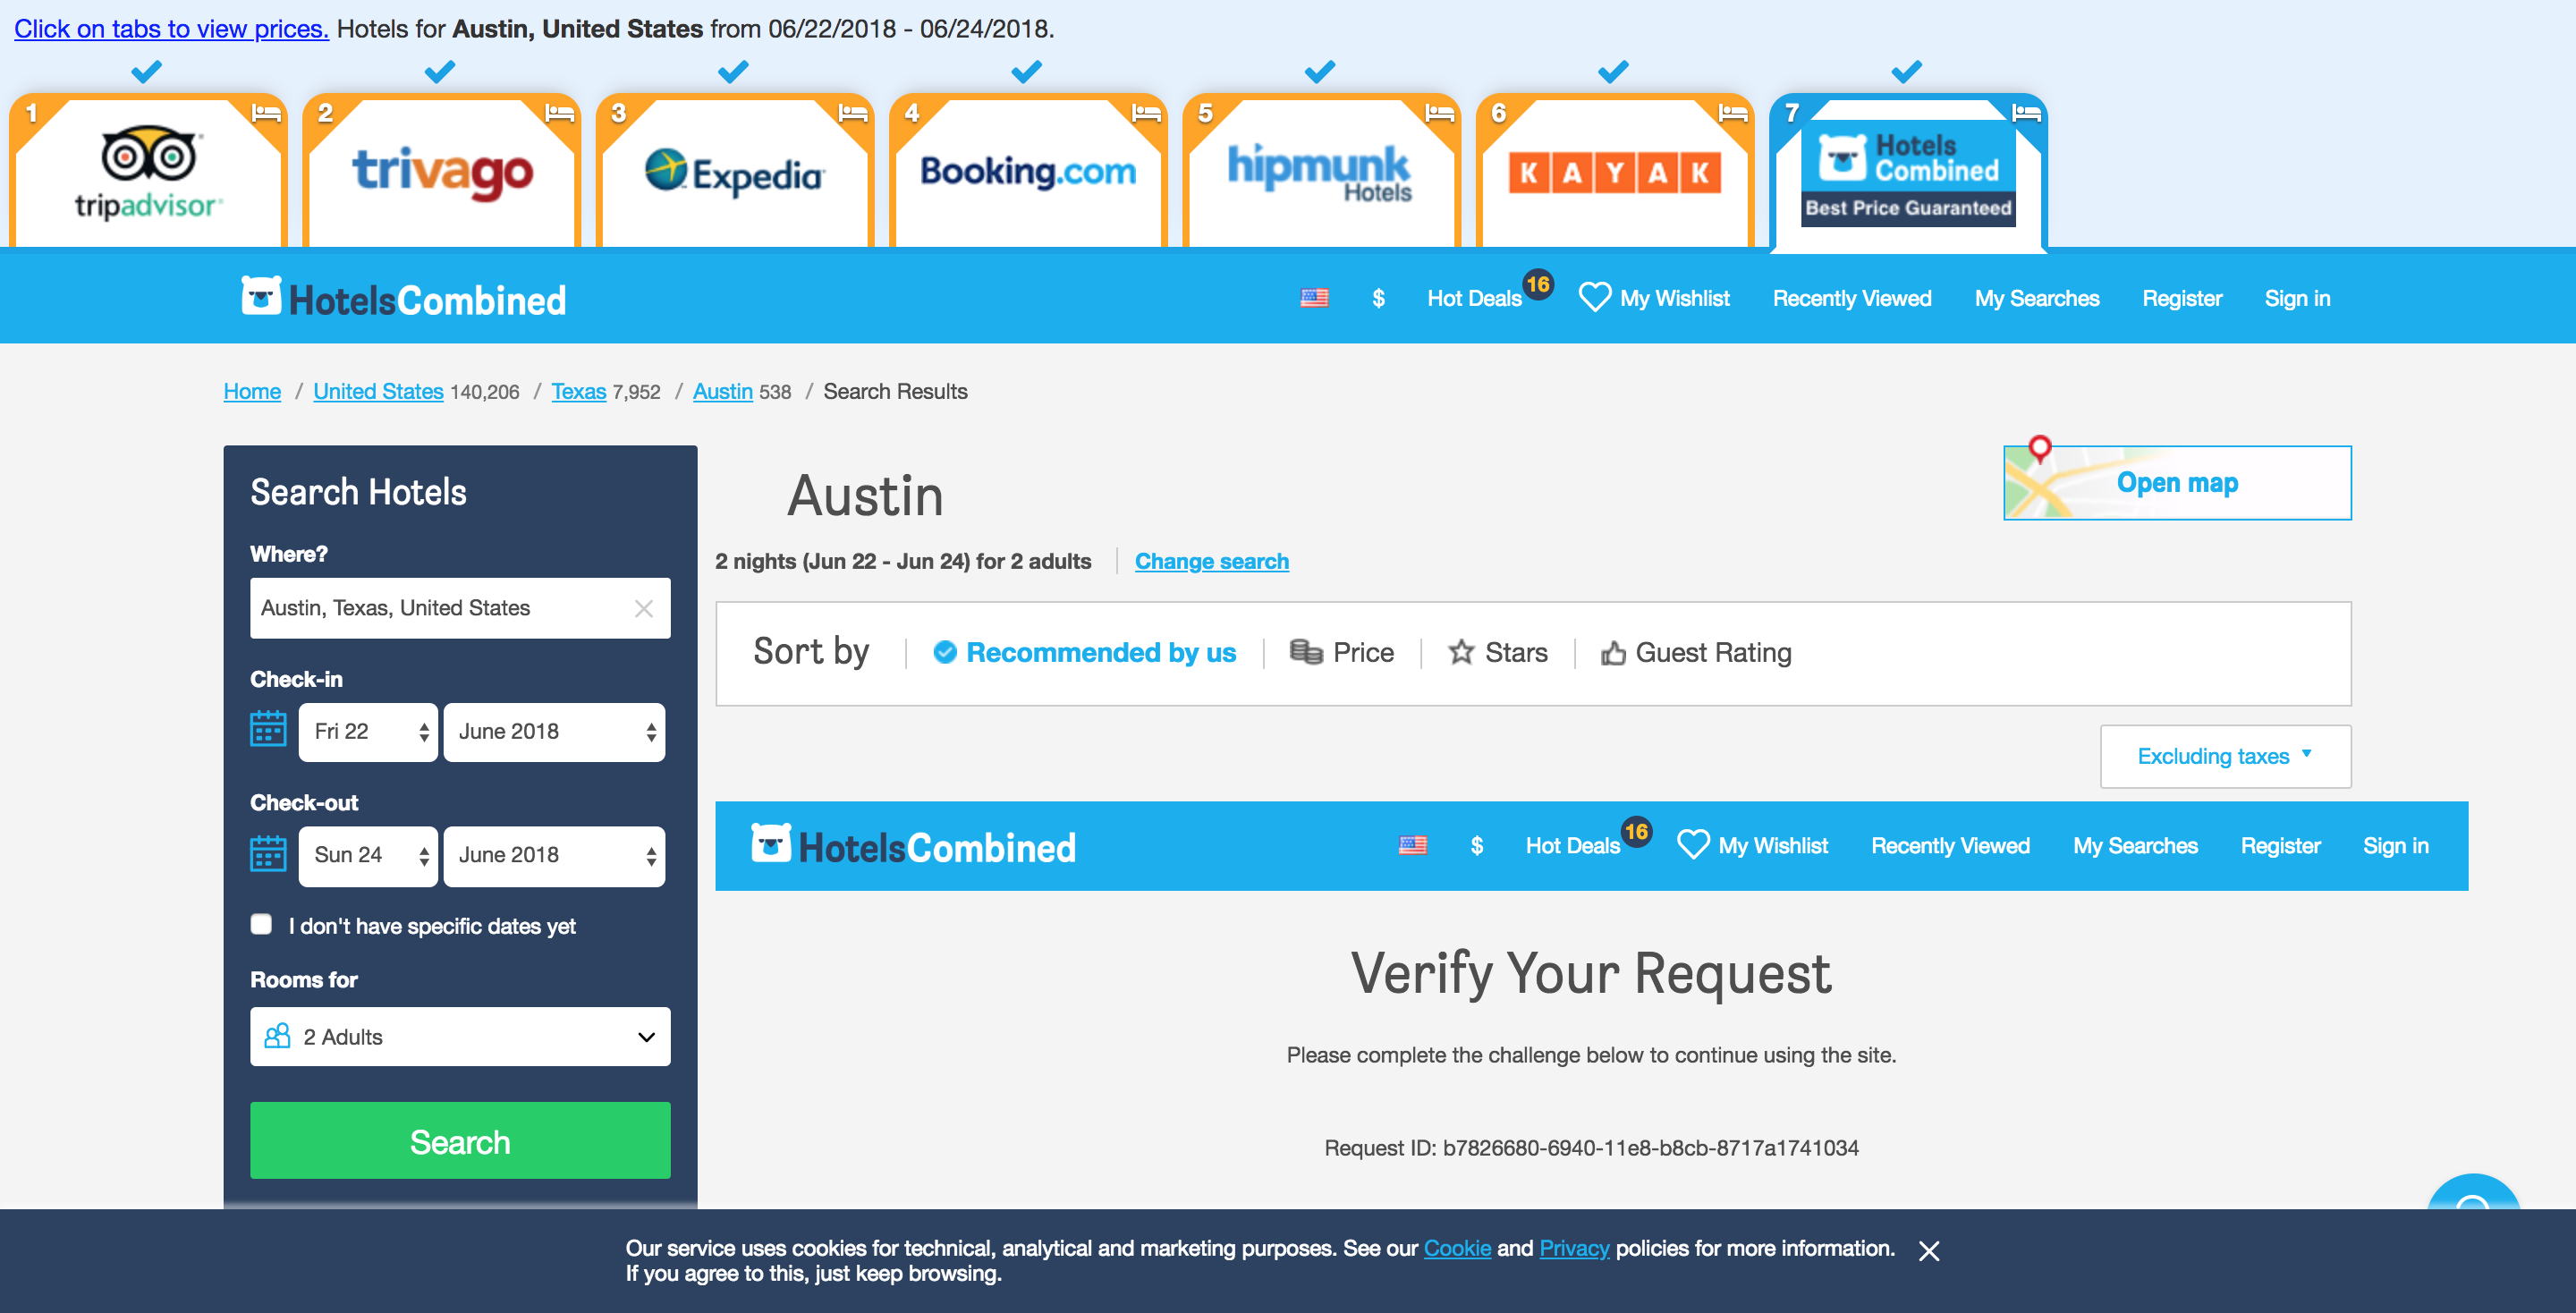 Click on tabs to view prices. Hotels for Austin, United States from 06/22/2018 - 06/24/2018.
1 2 3 4 5 6 7
tripadvisor
trivago
Expedia
Booking.com
hipmunk
Hotels
KAYAK
Hotels
Combined
Best Price Guaranteed
HotelsCombined $ Hot Deals 16 My Wishlist Recently Viewed My Searches Register Sign in
Home / United States 140,206 / Texas 7,952 / Austin 538 / Search Results
Search Hotels
Where?
Austin, Texas, United States
Check-in
Fri 22 June 2018
Check-out
Sun 24 June 2018
I don't have specific dates yet
Rooms for
2 Adults
Search
Austin
Open map
2 nights (Jun 22 - Jun 24) for 2 adults Change search
Sort by Recommended by us Price Stars Guest Rating
Excluding taxes
HotelsCombined $ Hot Deals 16 My Wishlist Recently Viewed My Searches Register Sign in
Verify Your Request
Please complete the challenge below to continue using the site.
Request ID: b7826680-6940-11e8-b8cb-8717a1741034
Our service uses cookies for technical, analytical and marketing purposes. See our Cookie and Privacy policies for more information.
If you agree to this, just keep browsing.